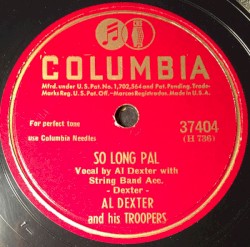 COLUMBIA
Mfrd. under U.S. Pat. No. 1,702,564 and Pat. Pending. Trade-
Marks Reg. U.S. Pat. Off.-Marcas Registradas. Made in U.S.A.
For perfect tone
use Columbia Needles
37404
(H 736)
SO LONG PAL
Vocal by Al Dexter with
String Band Acc.
- Dexter -
AL DEXTER
and his TROOPERS